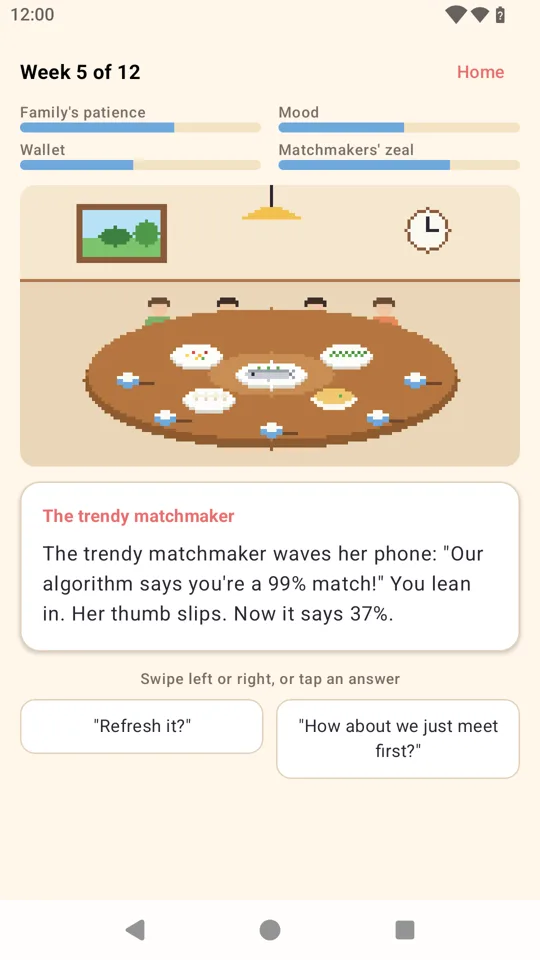 12:00
Week 5 of 12
Home
Family's patience
Mood
Wallet
Matchmakers' zeal
The trendy matchmaker
The trendy matchmaker waves her phone: "Our
algorithm says you're a 99% match!" You lean
in. Her thumb slips. Now it says 37%.
Swipe left or right, or tap an answer
"Refresh it?"
"How about we just meet
first?"